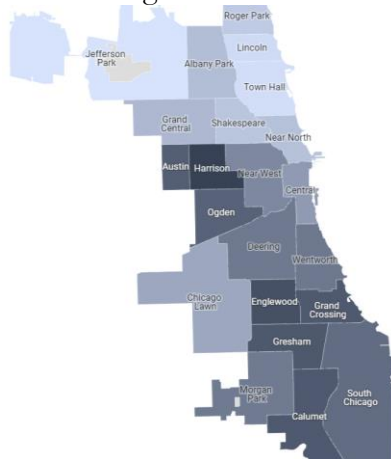 Roger Park
Jefferson
Park
Lincoln
Albany Park
Town Hall
Grand
Central
Shakespeare
Near North
Austin
Harrison
Near West
Central
Ogden
Deering
Wentworth
Chicago
Lawn
Englewood
Grand
Crossing
Gresham
Morgan
Park
South
Chicago
Calumet